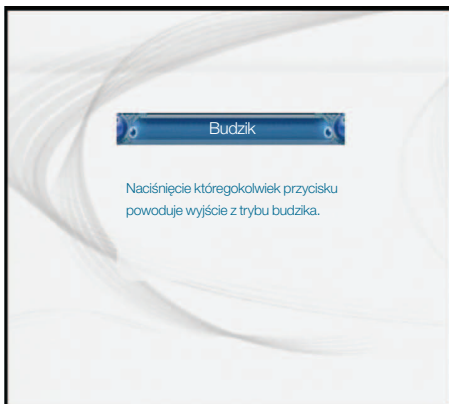 Budzik
Naciśnięcie któregokolwiek przycisku
powoduje wyjście z trybu budzika.